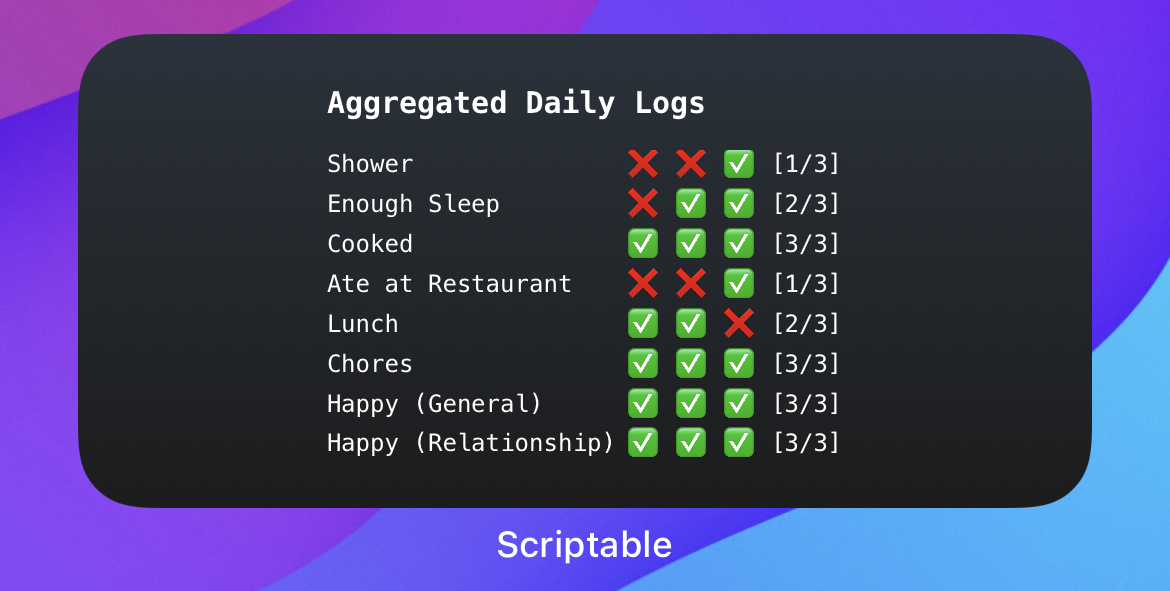 Aggregated Daily Logs
Shower ❌ ❌ ✅ [1/3]
Enough Sleep ❌ ✅ ✅ [2/3]
Cooked ✅ ✅ ✅ [3/3]
Ate at Restaurant ❌ ❌ ✅ [1/3]
Lunch ✅ ✅ ❌ [2/3]
Chores ✅ ✅ ✅ [3/3]
Happy (General) ✅ ✅ ✅ [3/3]
Happy (Relationship) ✅ ✅ ✅ [3/3]
Scriptable